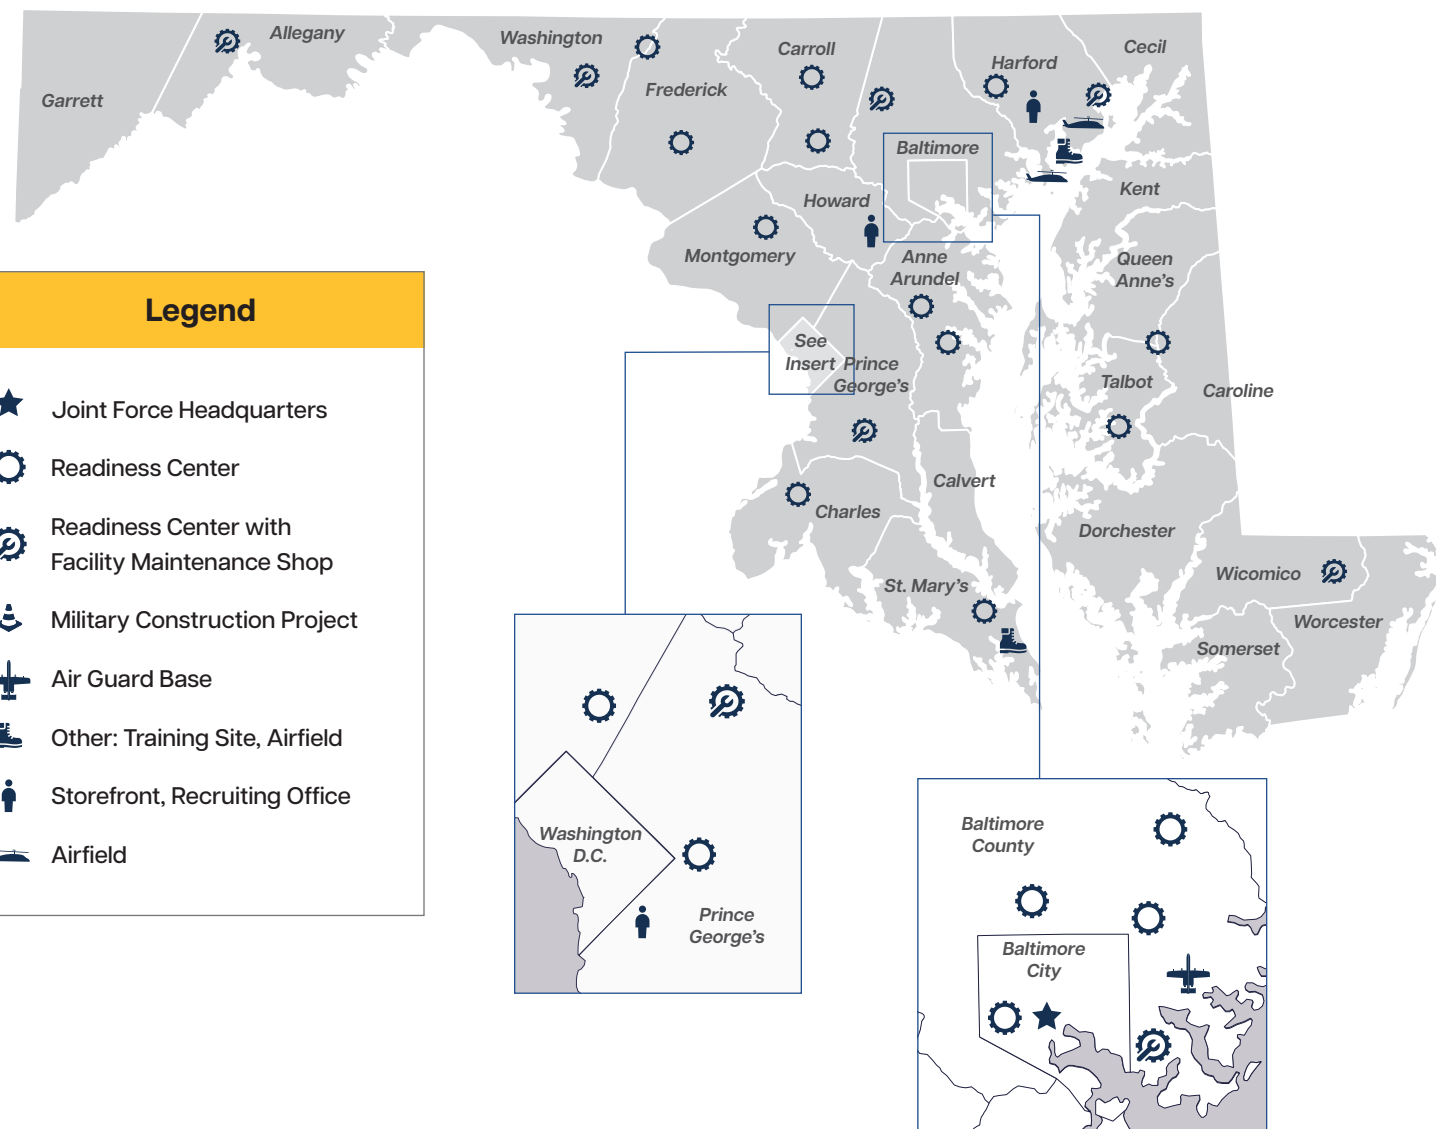 Garrett
Allegany
Washington
Frederick
Carroll
Harford
Cecil
Baltimore
Howard
Kent
Montgomery
Anne
Arundel
Queen
Anne's
See
Insert
Prince
George's
Talbot
Caroline
Charles
Calvert
Dorchester
St. Mary's
Wicomico
Worcester
Somerset
Legend
Joint Force Headquarters
Readiness Center
Readiness Center with
Facility Maintenance Shop
Military Construction Project
Air Guard Base
Other: Training Site, Airfield
Storefront, Recruiting Office
Airfield
Washington
D.C.
Prince
George's
Baltimore
County
Baltimore
City